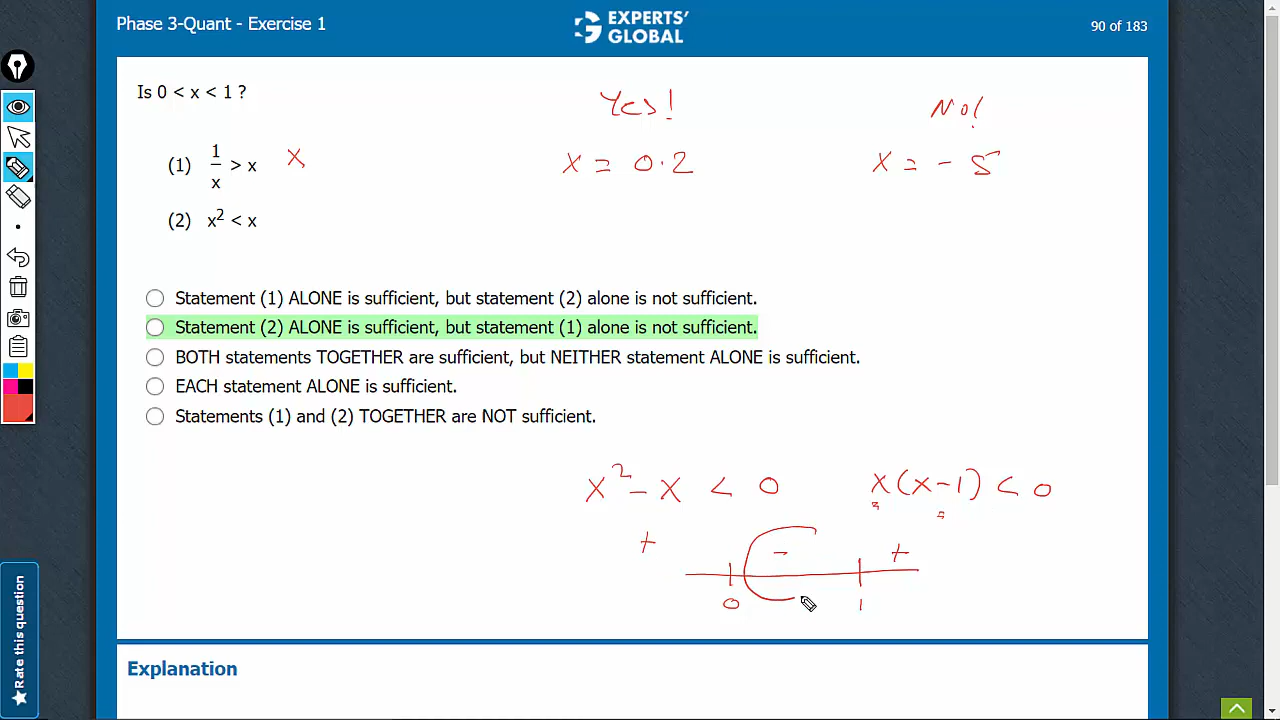 Phase 3-Quant - Exercise 1
EXPERTS'
GLOBAL
90 of 183
Is 0 < x < 1 ?
Yes!
No!
(1) 1/x > x
x
x = 0.2
x = - 5
(2) x² < x
Statement (1) ALONE is sufficient, but statement (2) alone is not sufficient.
Statement (2) ALONE is sufficient, but statement (1) alone is not sufficient.
BOTH statements TOGETHER are sufficient, but NEITHER statement ALONE is sufficient.
EACH statement ALONE is sufficient.
Statements (1) and (2) TOGETHER are NOT sufficient.
x² - x < 0
x(x-1) < 0
+ - +
0 1
Rate this question
Explanation